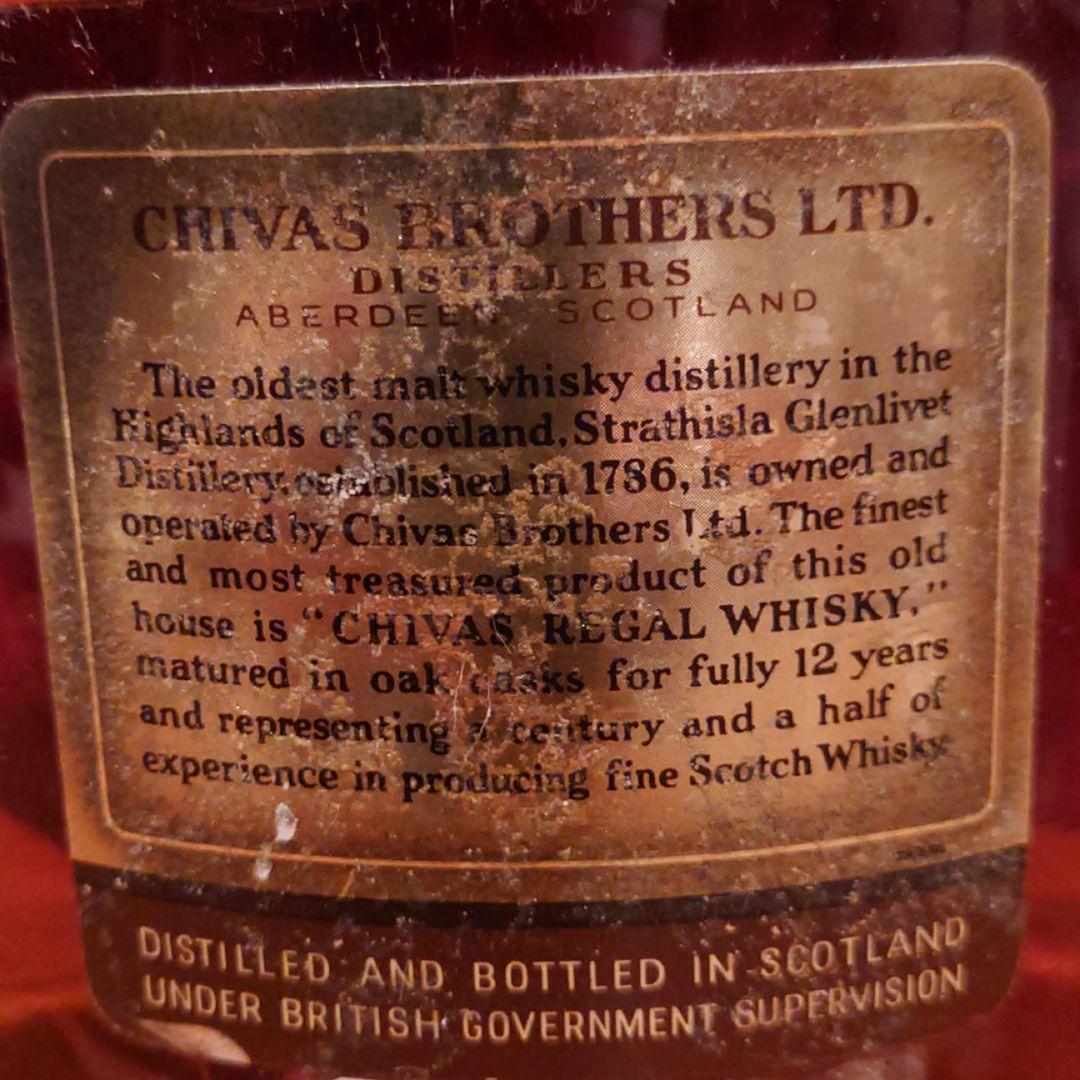 CHIVAS BROTHERS LTD.
DISTILLERS
ABERDEEN SCOTLAND
The oldest malt whisky distillery in the
Highlands of Scotland, Strathisla Glenlivet
Distillery, established in 1786, is owned and
operated by Chivas Brothers Ltd. The finest
and most treasured product of this old
house is "CHIVAS REGAL WHISKY,"
matured in oak casks for fully 12 years
and representing a century and a half of
experience in producing fine Scotch Whisky.
DISTILLED AND BOTTLED IN SCOTLAND
UNDER BRITISH GOVERNMENT SUPERVISION